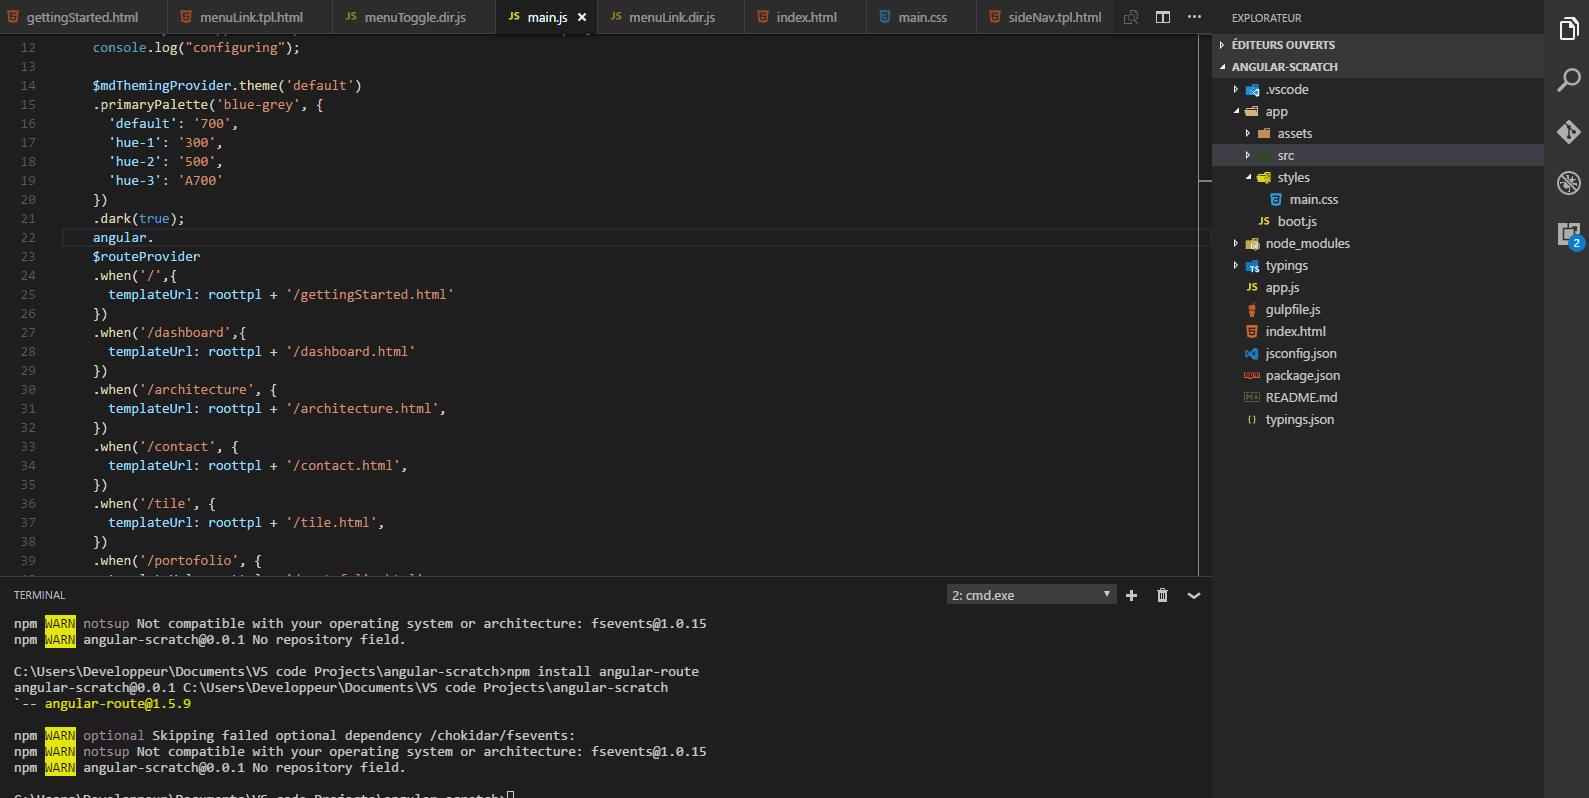 gettingStarted.html
menuLink.tpl.html
JS menuToggle.dir.js
JS main.js ×
JS menuLink.dir.js
index.html
main.css
sideNav.tpl.html
12 console.log("configuring");
13
14 $mdThemingProvider.theme('default')
15 .primaryPalette('blue-grey', {
16 'default': '700',
17 'hue-1': '300',
18 'hue-2': '500',
19 'hue-3': 'A700'
20 })
21 .dark(true);
22 angular.
23 $routeProvider
24 .when('/',{
25 templateUrl: roottpl + '/gettingStarted.html'
26 })
27 .when('/dashboard',{
28 templateUrl: roottpl + '/dashboard.html'
29 })
30 .when('/architecture', {
31 templateUrl: roottpl + '/architecture.html',
32 })
33 .when('/contact', {
34 templateUrl: roottpl + '/contact.html',
35 })
36 .when('/tile', {
37 templateUrl: roottpl + '/tile.html',
38 })
39 .when('/portofolio', {
TERMINAL
2: cmd.exe
npm WARN notsup Not compatible with your operating system or architecture: fsevents@1.0.15
npm WARN angular-scratch@0.0.1 No repository field.
C:\Users\Developpeur\Documents\VS code Projects\angular-scratch>npm install angular-route
angular-scratch@0.0.1 C:\Users\Developpeur\Documents\VS code Projects\angular-scratch
`-- angular-route@1.5.9
npm WARN optional Skipping failed optional dependency /chokidar/fsevents:
npm WARN notsup Not compatible with your operating system or architecture: fsevents@1.0.15
npm WARN angular-scratch@0.0.1 No repository field.
EXPLORATEUR
ÉDITEURS OUVERTS
ANGULAR-SCRATCH
.vscode
app
assets
src
styles
main.css
JS boot.js
node_modules
TS typings
JS app.js
gulpfile.js
index.html
jsconfig.json
package.json
README.md
{} typings.json
2